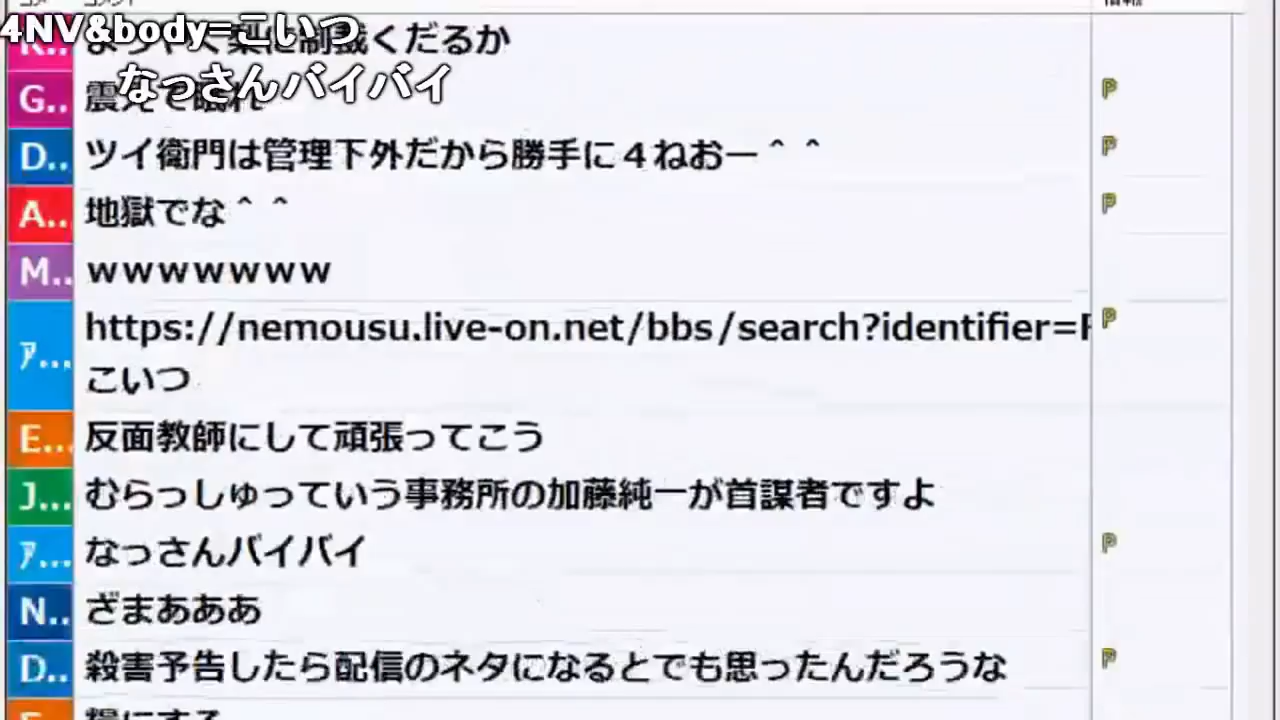 4NV&body=こいつ
なっさんバイバイ
G..
P
D.. ツイ衛門は管理下外だから勝手に４ねおー＾＾ P
A.. 地獄でな＾＾ P
M.. wwwwwww
ｱ... https://nemousu.live-on.net/bbs/search?identifier= P
こいつ
E... 反面教師にして頑張ってこう
J... むらっしゅっていう事務所の加藤純一が首謀者ですよ
ｱ... なっさんバイバイ P
N.. ざまあああ
D.. 殺害予告したら配信のネタになるとでも思ったんだろうな P